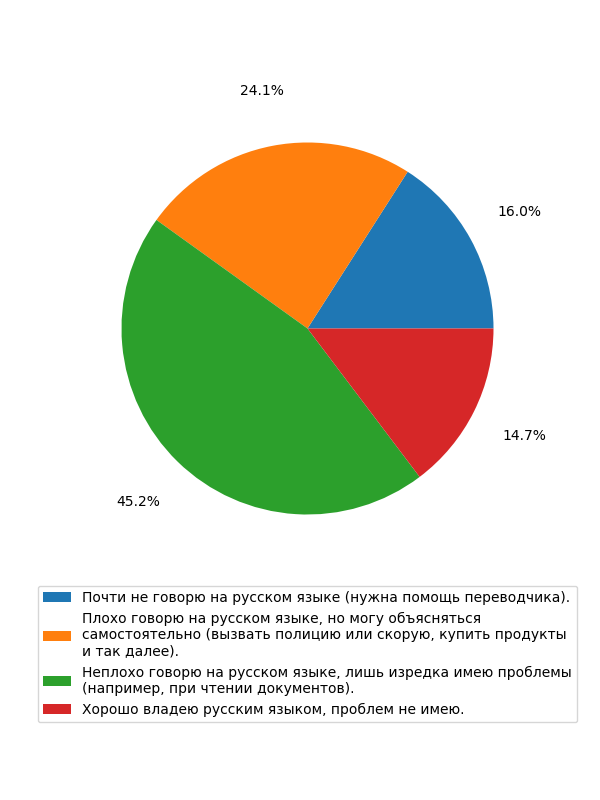 24.1%
16.0%
14.7%
45.2%
Почти не говорю на русском языке (нужна помощь переводчика).
Плохо говорю на русском языке, но могу объясняться
самостоятельно (вызвать полицию или скорую, купить продукты
и так далее).
Неплохо говорю на русском языке, лишь изредка имею проблемы
(например, при чтении документов).
Хорошо владею русским языком, проблем не имею.